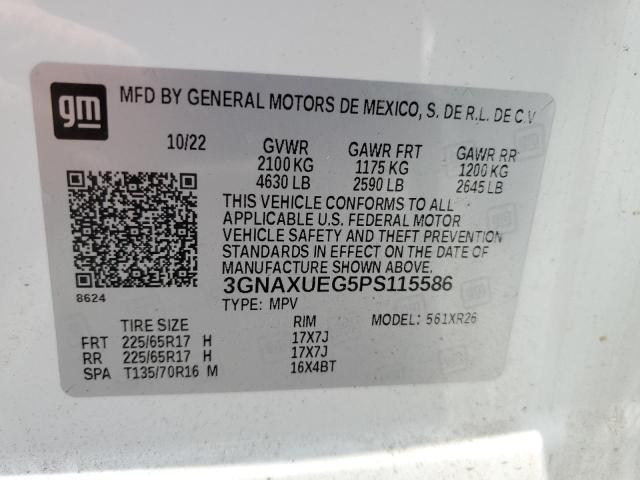 gm
MFD BY GENERAL MOTORS DE MEXICO, S. DE R.L. DE C.V
10/22 GVWR GAWR FRT GAWR RR
2100 KG 1175 KG 1200 KG
4630 LB 2590 LB 2645 LB
THIS VEHICLE CONFORMS TO ALL
APPLICABLE U.S. FEDERAL MOTOR
VEHICLE SAFETY AND THEFT PREVENTION
STANDARDS IN EFFECT ON THE DATE OF
MANUFACTURE SHOWN ABOVE.
8624 3GNAXUEG5PS115586
TYPE: MPV
TIRE SIZE RIM MODEL: 561XR26
FRT 225/65R17 H 17X7J
RR 225/65R17 H 17X7J
SPA T135/70R16 M 16X4BT